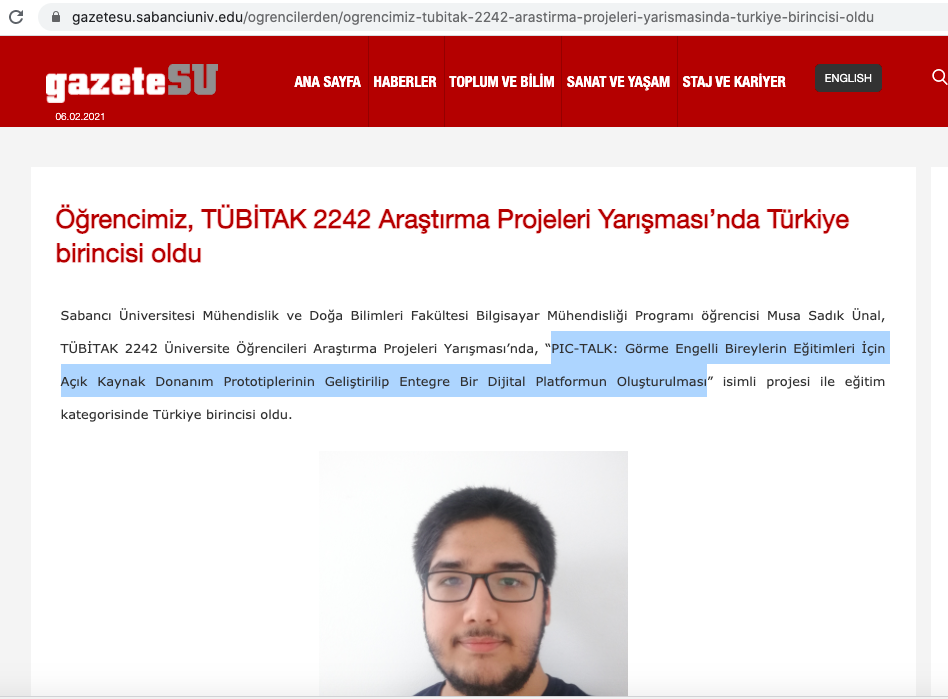 gazetesu.sabanciuniv.edu/ogrencilerden/ogrencimiz-tubitak-2242-arastirma-projeleri-yarismasinda-turkiye-birincisi-oldu
gazeteSU
ANA SAYFA HABERLER TOPLUM VE BİLİM SANAT VE YAŞAM STAJ VE KARİYER ENGLISH
06.02.2021
Öğrencimiz, TÜBİTAK 2242 Araştırma Projeleri Yarışması’nda Türkiye
birincisi oldu
Sabancı Üniversitesi Mühendislik ve Doğa Bilimleri Fakültesi Bilgisayar Mühendisliği Programı öğrencisi Musa Sadık Ünal,
TÜBİTAK 2242 Üniversite Öğrencileri Araştırma Projeleri Yarışması’nda, “PIC-TALK: Görme Engelli Bireylerin Eğitimleri İçin
Açık Kaynak Donanım Prototiplerinin Geliştirilip Entegre Bir Dijital Platformun Oluşturulması” isimli projesi ile eğitim
kategorisinde Türkiye birincisi oldu.